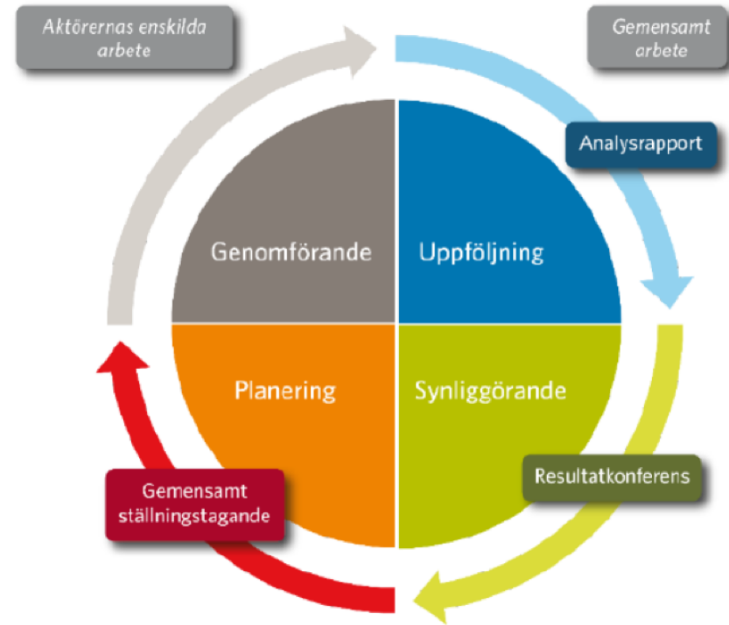 Aktörernas enskilda
arbete
Gemensamt
arbete
Analysrapport
Genomförande
Uppföljning
Planering
Synliggörande
Resultatkonferens
Gemensamt
ställningstagande